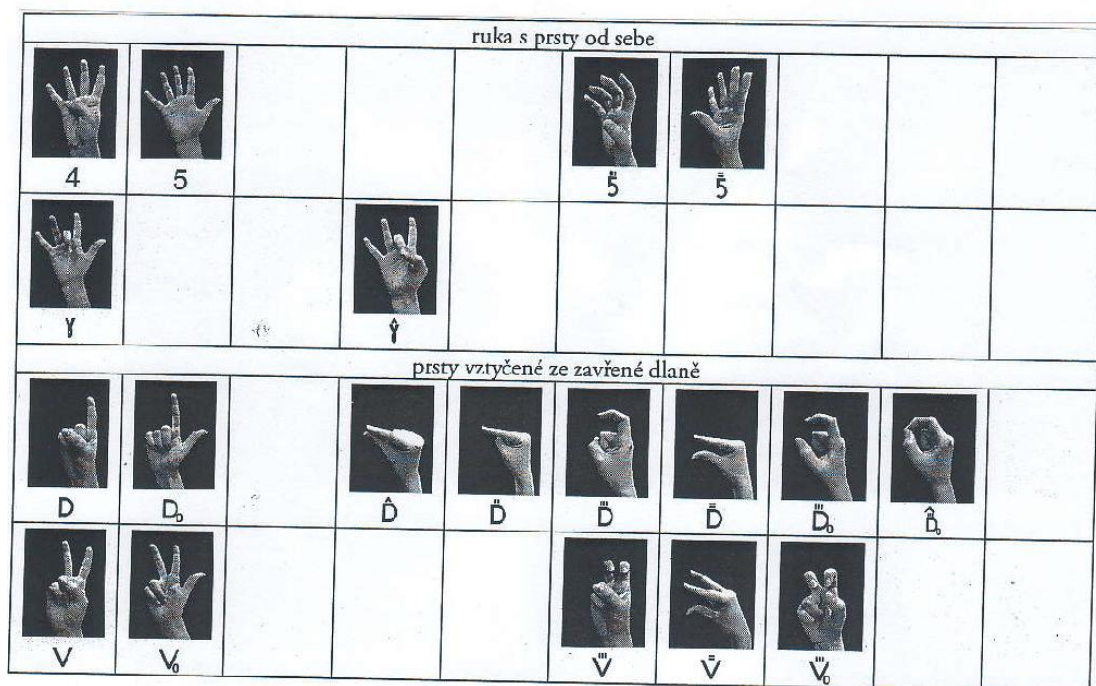 ruka s prsty od sebe
4 5 5̎ 5̿
ɣ ɣ̂
prsty vztyčené ze zavřené dlaně
D D₀ D̂ D̈ D⃛ D̿ D⃛₀ D̂̈₀
V V₀ V⃛ V̿ V⃛₀